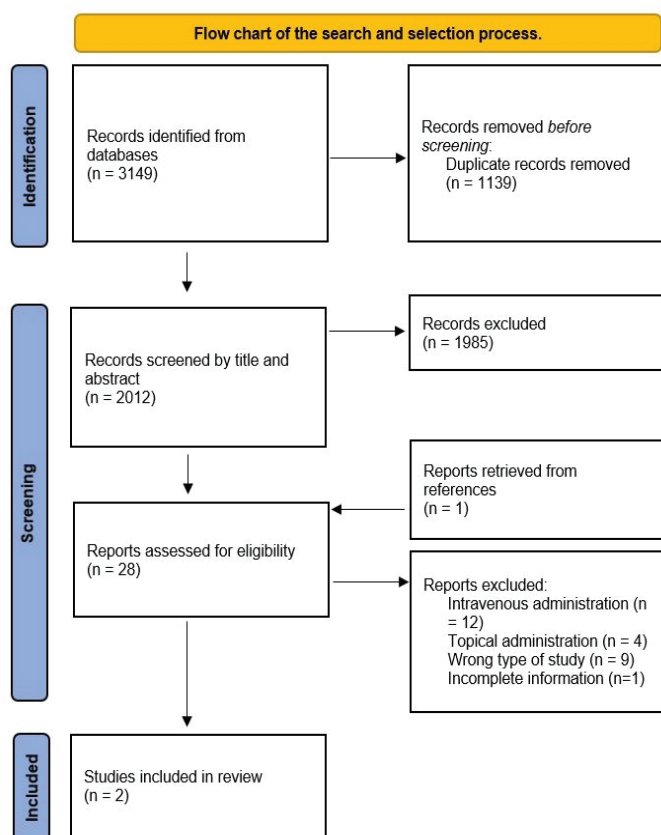 Flow chart of the search and selection process.
Identification
Records identified from
databases
(n = 3149)
Records removed before
screening:
Duplicate records removed
(n = 1139)
Screening
Records screened by title and
abstract
(n = 2012)
Records excluded
(n = 1985)
Reports retrieved from
references
(n = 1)
Reports assessed for eligibility
(n = 28)
Reports excluded:
Intravenous administration (n
= 12)
Topical administration (n = 4)
Wrong type of study (n = 9)
Incomplete information (n=1)
Included
Studies included in review
(n = 2)